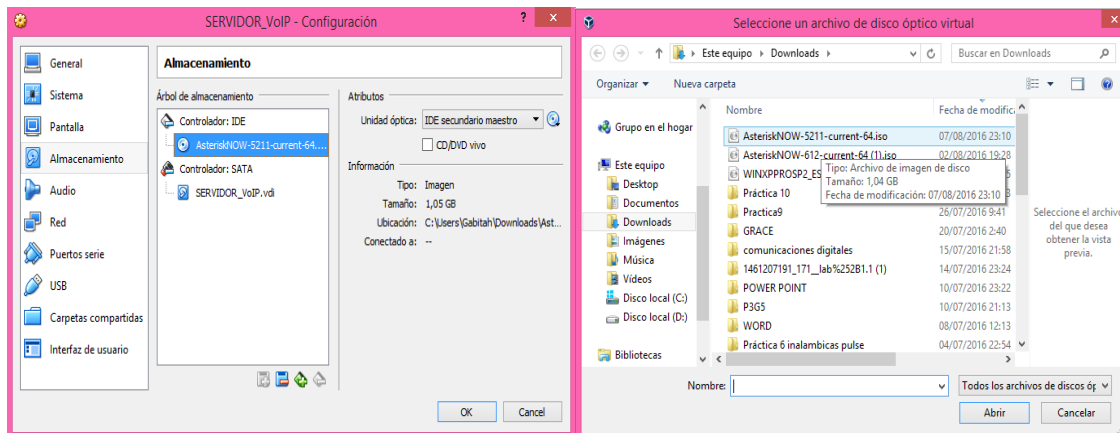 SERVIDOR_VoIP - Configuración
?
x
General
Sistema
Pantalla
Almacenamiento
Audio
Red
Puertos serie
USB
Carpetas compartidas
Interfaz de usuario
Almacenamiento
Árbol de almacenamiento
Controlador: IDE
AsteriskNOW-5211-current-64....
Controlador: SATA
SERVIDOR_VoIP.vdi
Atributos
Unidad óptica: IDE secundario maestro
CD/DVD vivo
Información
Tipo: Imagen
Tamaño: 1,05 GB
Ubicación: C:\Users\Gabitah\Downloads\Ast...
Conectado a: --
OK Cancel
Seleccione un archivo de disco óptico virtual
x
Este equipo Downloads
Buscar en Downloads
Organizar Nueva carpeta
Grupo en el hogar
Este equipo
Desktop
Documentos
Downloads
Imágenes
Música
Vídeos
Disco local (C:)
Disco local (D:)
Bibliotecas
Nombre Fecha de modific
AsteriskNOW-5211-current-64.iso 07/08/2016 23:10
AsteriskNOW-612-current-64 (1).iso 02/08/2016 19:28
WINXPPROSP2_ES
Tipo: Archivo de imagen de disco
Tamaño: 1,04 GB
Fecha de modificación: 07/08/2016 23:10
Práctica 10
Practica9 26/07/2016 9:41
GRACE 20/07/2016 2:40
comunicaciones digitales 15/07/2016 21:58
1461207191_171__lab%252B1.1 (1) 14/07/2016 23:24
POWER POINT 10/07/2016 23:22
P3G5 10/07/2016 21:13
WORD 08/07/2016 12:13
Práctica 6 inalambicas pulse 04/07/2016 22:54
Seleccione el archivo
del que desea
obtener la vista
previa.
Nombre:
Todos los archivos de discos óp
Abrir Cancelar